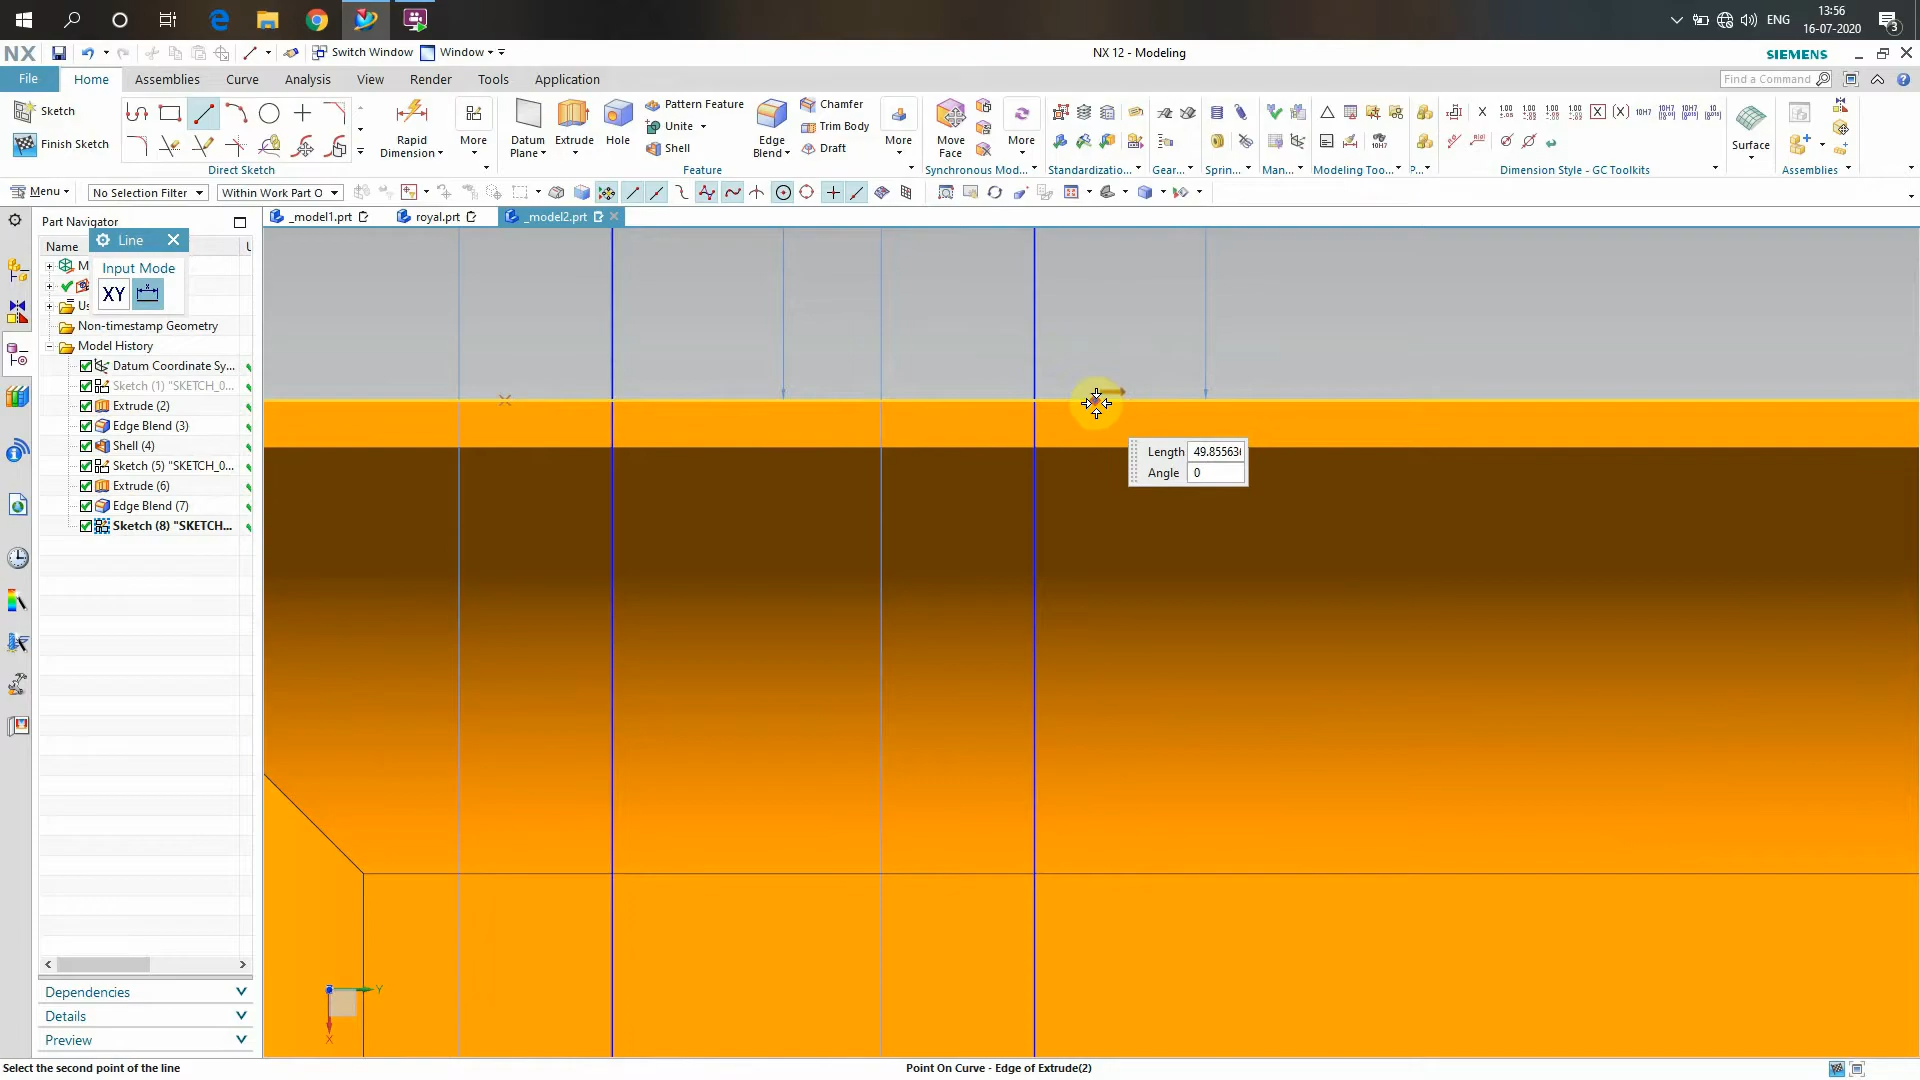 13:56
ENG
16-07-2020
3
NX
Switch Window
Window
NX 12 - Modeling
SIEMENS
File
Home
Assemblies
Curve
Analysis
View
Render
Tools
Application
Find a Command
Sketch
Finish Sketch
Rapid
Dimension
More
Datum
Plane
Extrude
Hole
Pattern Feature
Unite
Shell
Edge
Blend
Chamfer
Trim Body
Draft
More
Move
Face
More
Surface
Direct Sketch
Feature
Synchronous Mod...
Standardizatio...
Gear...
Sprin...
Man...
Modeling Too...
P...
Dimension Style - GC Toolkits
Assemblies
Menu
No Selection Filter
Within Work Part O
_model1.prt
royal.prt
_model2.prt
Part Navigator
Name
Line
Input Mode
XY
M
Us
Non-timestamp Geometry
Model History
Datum Coordinate Sy...
Sketch (1) "SKETCH_0...
Extrude (2)
Edge Blend (3)
Shell (4)
Sketch (5) "SKETCH_0...
Extrude (6)
Edge Blend (7)
Sketch (8) "SKETCH...
Length 49.85563
Angle 0
Y
X
Dependencies
Details
Preview
Select the second point of the line
Point On Curve - Edge of Extrude(2)